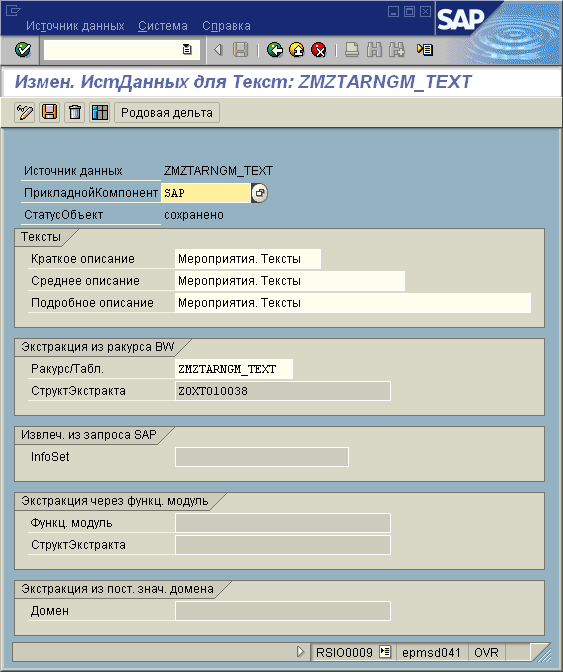 Источник данных Система Справка
SAP
Измен. ИстДанных для Текст: ZMZTARNGM_TEXT
Родовая дельта
Источник данных ZMZTARNGM_TEXT
ПрикладнойКомпонент SAP
СтатусОбъект сохранено
Тексты
Краткое описание Мероприятия. Тексты
Среднее описание Мероприятия. Тексты
Подробное описание Мероприятия. Тексты
Экстракция из ракурса BW
Ракурс/Табл. ZMZTARNGM_TEXT
СтруктЭкстракта ZOXTO10038
Извлеч. из запроса SAP
InfoSet
Экстракция через функц. модуль
Функц. модуль
СтруктЭкстракта
Экстракция из пост. знач. домена
Домен
RSIO0009 epmsd041 OVR